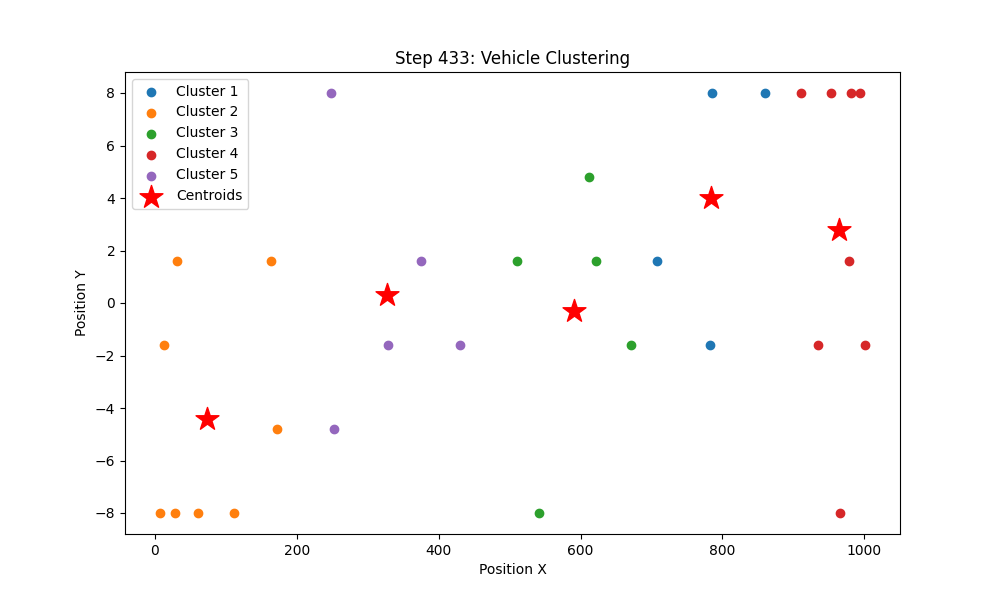 Step 433: Vehicle Clustering
Cluster 1
Cluster 2
Cluster 3
Cluster 4
Cluster 5
Centroids
8
6
4
2
0
−2
−4
−6
−8
Position Y
0 200 400 600 800 1000
Position X